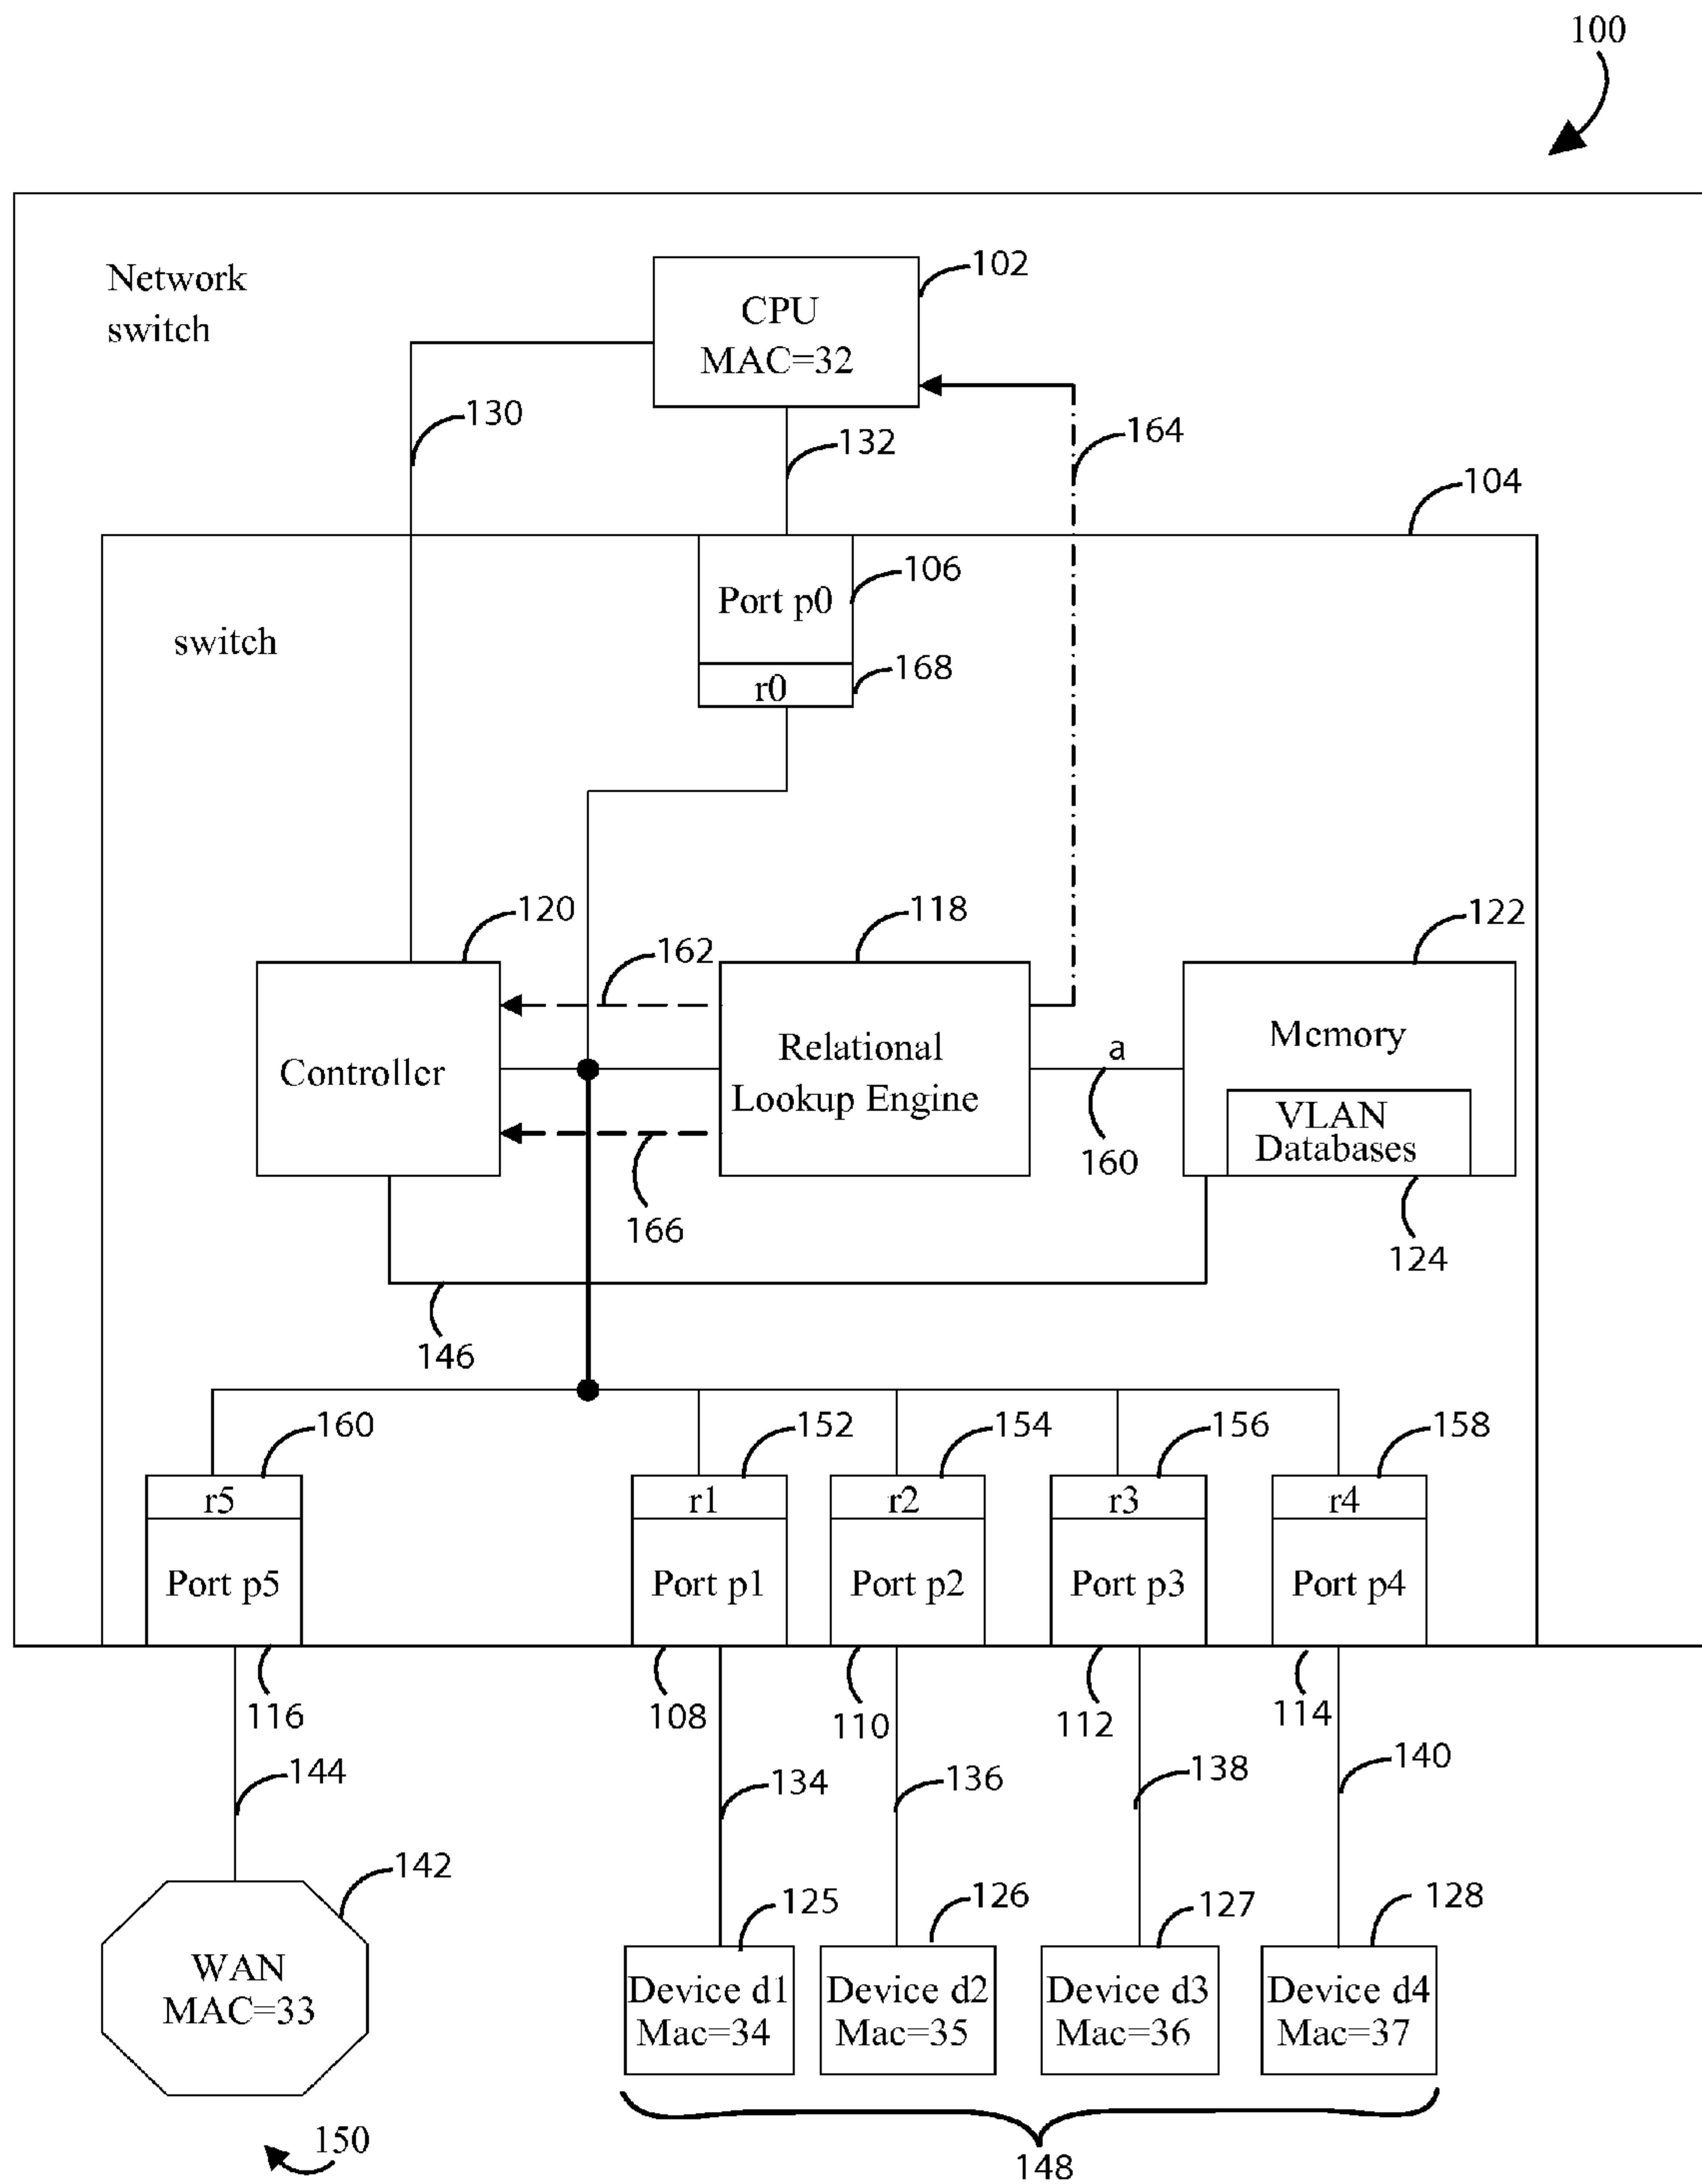 100
Network
switch
102
CPU
MAC=32
130
132
164
104
106
Port p0
switch
168
r0
120
118
122
162
Memory
Relational
Lookup Engine
Controller
a
VLAN
Databases
160
166
124
146
160
152
154
156
158
r5
r1
r2
r3
r4
Port p5
Port p1
Port p2
Port p3
Port p4
116
108
110
112
114
144
134
136
138
140
142
125
126
127
128
WAN
MAC=33
Device d1
Mac=34
Device d2
Mac=35
Device d3
Mac=36
Device d4
Mac=37
150
148